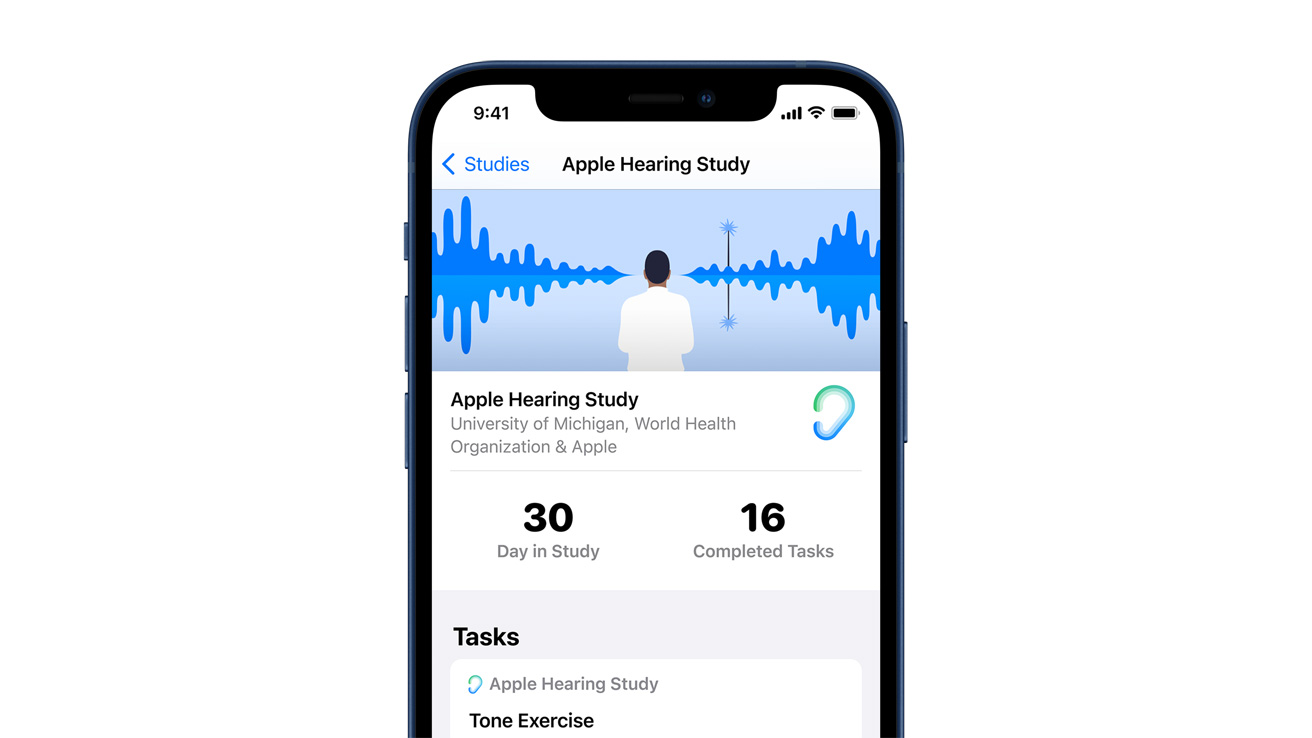 9:41
Studies
Apple Hearing Study
Apple Hearing Study
University of Michigan, World Health
Organization & Apple
30
Day in Study
16
Completed Tasks
Tasks
Apple Hearing Study
Tone Exercise